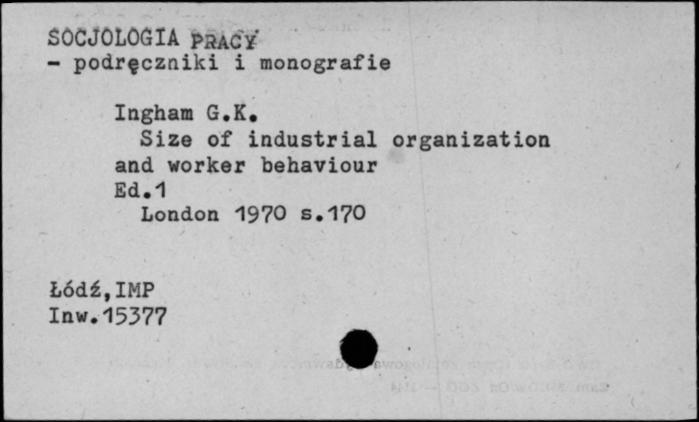 SOCJOLOGIA PRACY
- podręczniki i monografie
Ingham G.K.
Size of industrial organization
and worker behaviour
Ed.1
London 1970 s.170
Łódź,IMP
Inw.15377